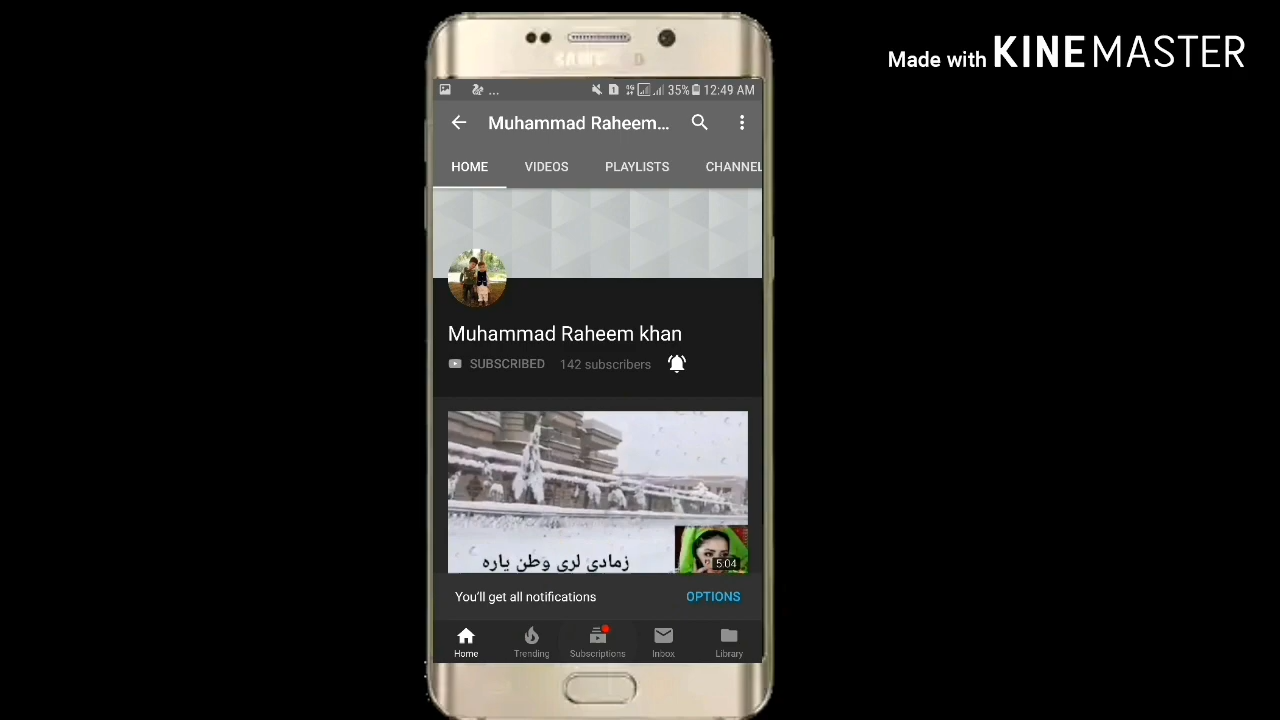 Made with KINEMASTER
SAMSUNG
... 35% 12:49 AM
Muhammad Raheem...
HOME VIDEOS PLAYLISTS CHANNEL
Muhammad Raheem khan
SUBSCRIBED 142 subscribers
زمادی لری وطن یاره
5:04
You'll get all notifications OPTIONS
Home Trending Subscriptions Inbox Library